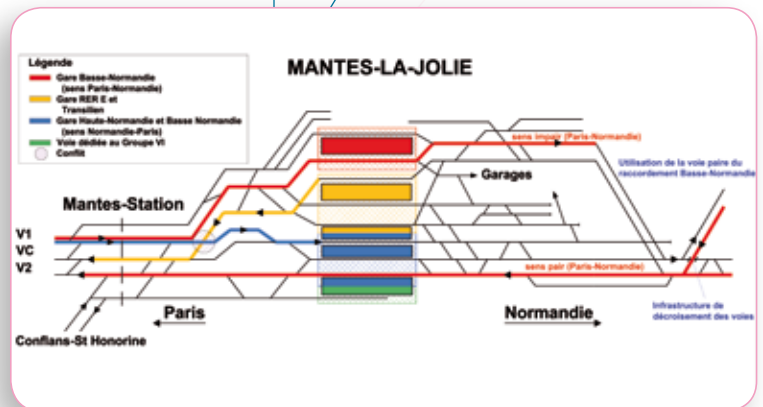 MANTES-LA-JOLIE
Légende
Gare Basse-Normandie
(sens Paris-Normandie)
Gare RER E et
Transilien
Gare Haute-Normandie et Basse Normandie
(sens Normandie-Paris)
Voie dédiée au Groupe VI
Conflit
sens impair (Paris-Normandie)
Utilisation de la voie paire du
raccordement Basse-Normandie
Garages
Mantes-Station
V1
VC
V2
sens pair (Paris-Normandie)
Paris
Normandie
Infrastructure de
décroisement des voies
Conflans-St Honorine